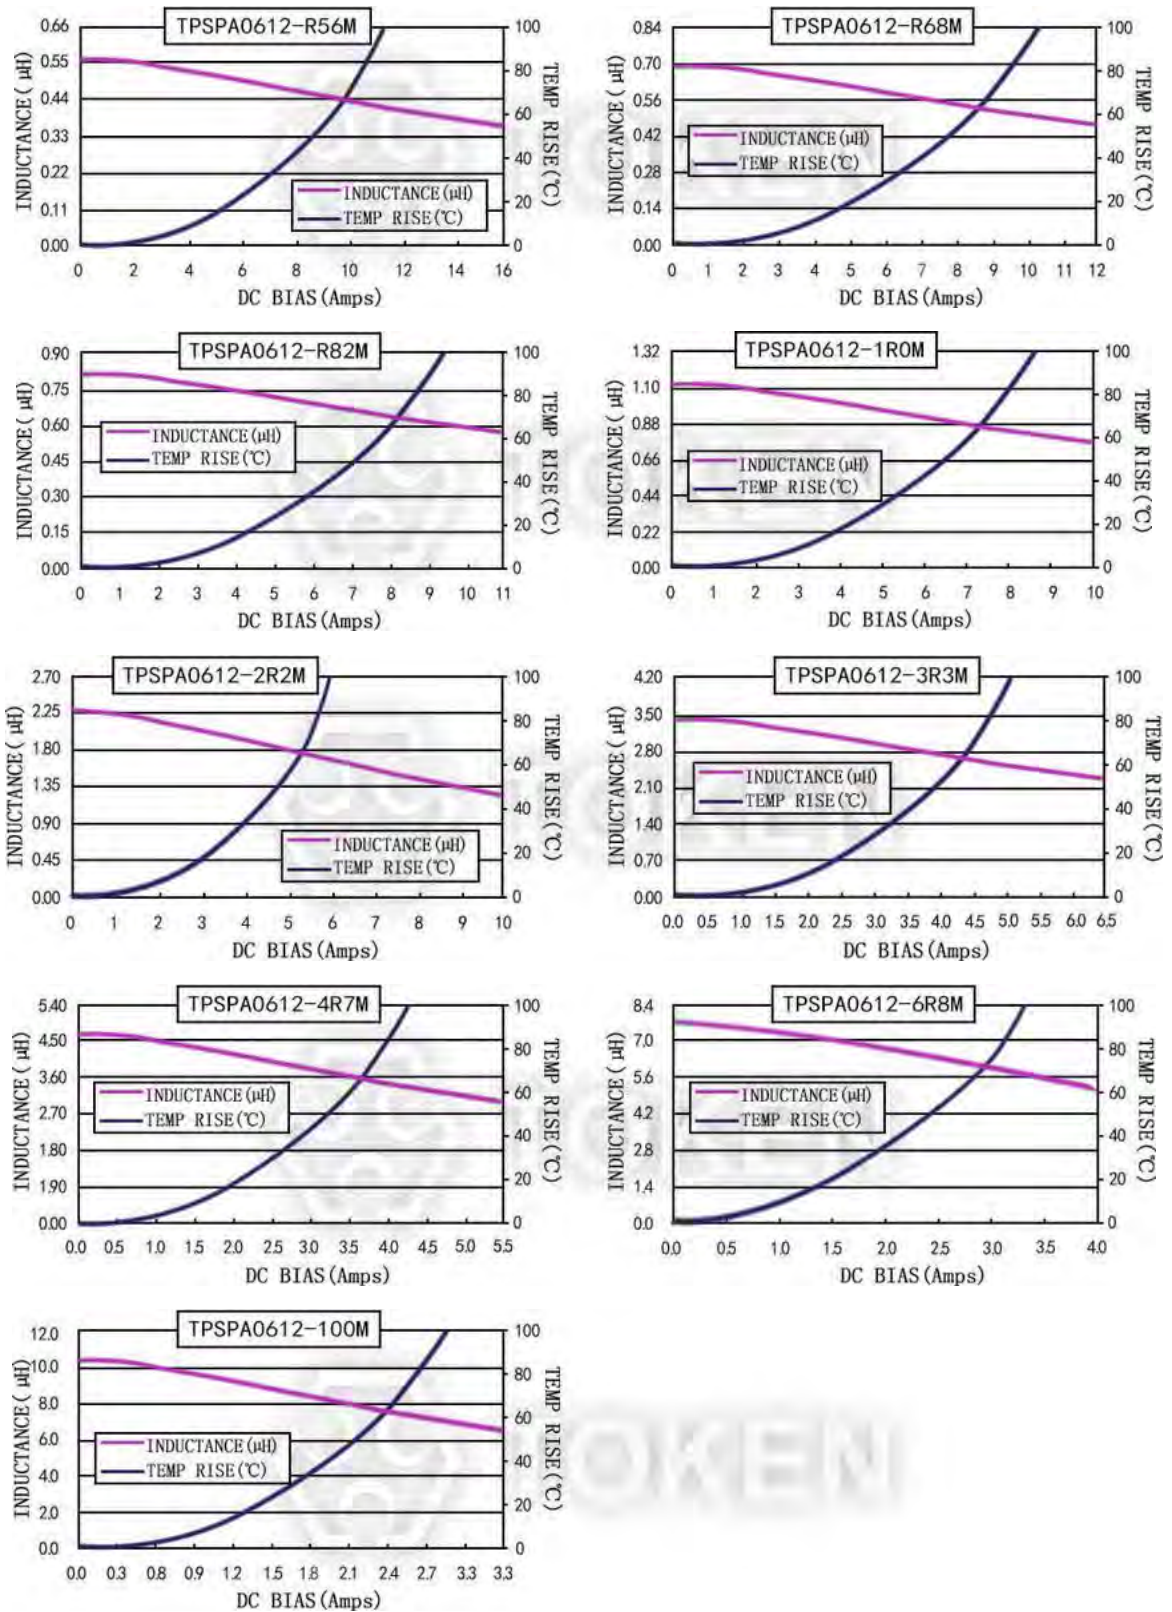 TPSPA0612-R56M
INDUCTANCE( μH)
0.66
0.55
0.44
0.33
0.22
0.11
0.00
100
80
60
40
20
0
TEMP RISE(℃)
INDUCTANCE(μH)
TEMP RISE(℃)
0 2 4 6 8 10 12 14 16
DC BIAS(Amps)
TPSPA0612-R68M
INDUCTANCE( μH)
0.84
0.70
0.56
0.42
0.28
0.14
0.00
100
80
60
40
20
0
TEMP RISE(℃)
INDUCTANCE(μH)
TEMP RISE(℃)
0 1 2 3 4 5 6 7 8 9 10 11 12
DC BIAS(Amps)
TPSPA0612-R82M
INDUCTANCE( μH)
0.90
0.75
0.60
0.45
0.30
0.15
0.00
100
80
60
40
20
0
TEMP RISE(℃)
INDUCTANCE(μH)
TEMP RISE(℃)
0 1 2 3 4 5 6 7 8 9 10 11
DC BIAS(Amps)
TPSPA0612-1R0M
INDUCTANCE( μH)
1.32
1.10
0.88
0.66
0.44
0.22
0.00
100
80
60
40
20
0
TEMP RISE(℃)
INDUCTANCE(μH)
TEMP RISE(℃)
0 1 2 3 4 5 6 7 8 9 10
DC BIAS(Amps)
TPSPA0612-2R2M
INDUCTANCE( μH)
2.70
2.25
1.80
1.35
0.90
0.45
0.00
100
80
60
40
20
0
TEMP RISE(℃)
INDUCTANCE(μH)
TEMP RISE(℃)
0 1 2 3 4 5 6 7 8 9 10
DC BIAS(Amps)
TPSPA0612-3R3M
INDUCTANCE( μH)
4.20
3.50
2.80
2.10
1.40
0.70
0.00
100
80
60
40
20
0
TEMP RISE(℃)
INDUCTANCE(μH)
TEMP RISE(℃)
0.0 0.5 1.0 1.5 2.0 2.5 3.0 3.5 4.0 4.5 5.0 5.5 6.0 6.5
DC BIAS(Amps)
TPSPA0612-4R7M
INDUCTANCE( μH)
5.40
4.50
3.60
2.70
1.80
1.90
0.00
100
80
60
40
20
0
TEMP RISE(℃)
INDUCTANCE(μH)
TEMP RISE(℃)
0.0 0.5 1.0 1.5 2.0 2.5 3.0 3.5 4.0 4.5 5.0 5.5
DC BIAS(Amps)
TPSPA0612-6R8M
INDUCTANCE( μH)
8.4
7.0
5.6
4.2
2.8
1.4
0.0
100
80
60
40
20
0
TEMP RISE(℃)
INDUCTANCE(μH)
TEMP RISE(℃)
0.0 0.5 1.0 1.5 2.0 2.5 3.0 3.5 4.0
DC BIAS(Amps)
TPSPA0612-100M
INDUCTANCE( μH)
12.0
10.0
8.0
6.0
4.0
2.0
0.0
100
80
60
40
20
0
TEMP RISE(℃)
INDUCTANCE(μH)
TEMP RISE(℃)
0.0 0.3 0.8 0.9 1.2 1.5 1.8 2.1 2.4 2.7 3.3 3.3
DC BIAS(Amps)
OKEN